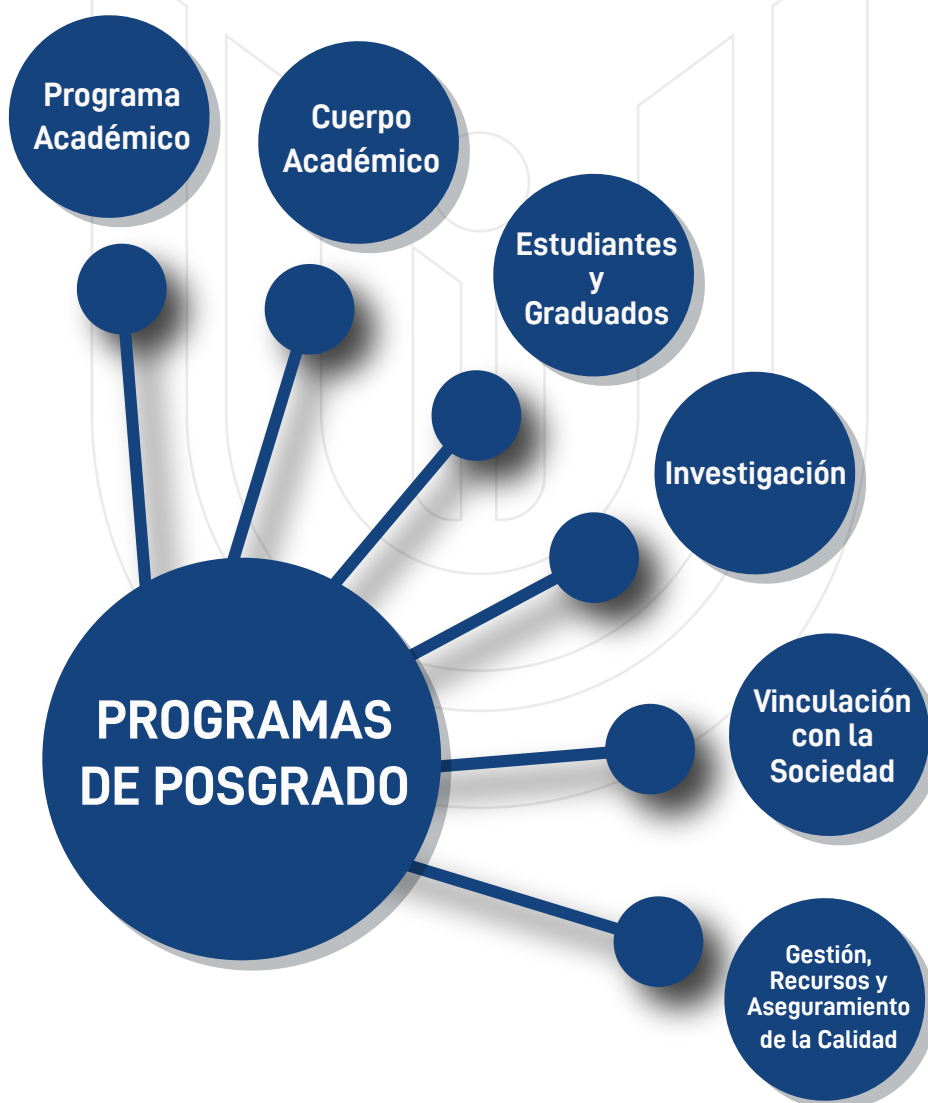 Programa
Académico
Cuerpo
Académico
Estudiantes
y
Graduados
Investigación
PROGRAMAS
DE POSGRADO
Vinculación
con la
Sociedad
Gestión,
Recursos y
Aseguramiento
de la Calidad